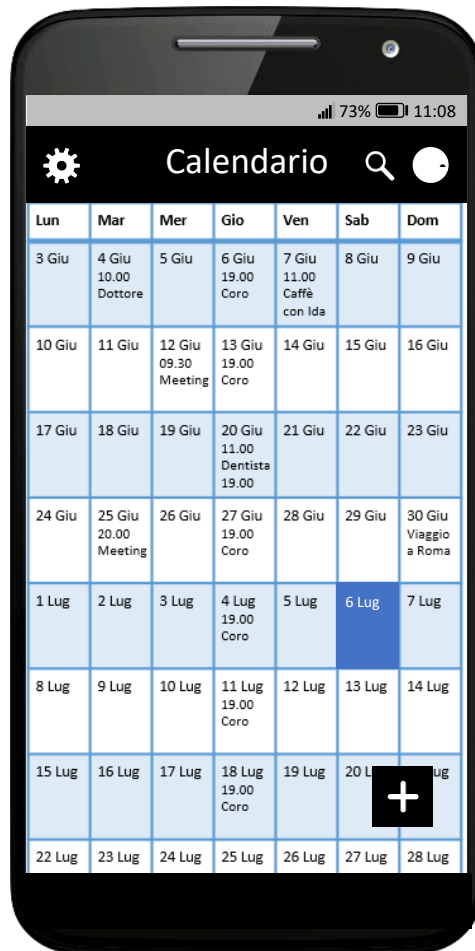 73% 11:08
Calendario
Lun Mar Mer Gio Ven Sab Dom
3 Giu 4 Giu 5 Giu 6 Giu 7 Giu 8 Giu 9 Giu
10.00 19.00 11.00
Dottore Coro Caffè
con Ida
10 Giu 11 Giu 12 Giu 13 Giu 14 Giu 15 Giu 16 Giu
09.30 19.00
Meeting Coro
17 Giu 18 Giu 19 Giu 20 Giu 21 Giu 22 Giu 23 Giu
11.00
Dentista
19.00
24 Giu 25 Giu 26 Giu 27 Giu 28 Giu 29 Giu 30 Giu
20.00 19.00 Viaggio
Meeting Coro a Roma
1 Lug 2 Lug 3 Lug 4 Lug 5 Lug 6 Lug 7 Lug
19.00
Coro
8 Lug 9 Lug 10 Lug 11 Lug 12 Lug 13 Lug 14 Lug
19.00
Coro
15 Lug 16 Lug 17 Lug 18 Lug 19 Lug 20
19.00
Coro
22 Lug 23 Lug 24 Lug 25 Lug 26 Lug 27 Lug 28 Lug